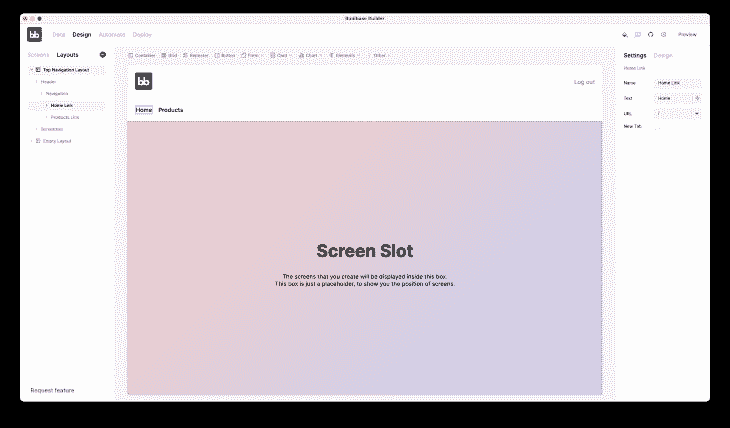 Budibase Builder
bb
Data Design Automate Deploy
Preview
Screens Layouts
Container Grid Repeater Button Form Card Chart Elements Other
Settings Design
Top Navigation Layout
Header
Navigation
Home Link
Products Link
Screenslot
Empty Layout
bb
Log out
Home Products
Home Link
Name Home Link
Text Home
URL /
New Tab
Screen Slot
The screens that you create will be displayed inside this box.
This box is just a placeholder, to show you the position of screens.
Request feature